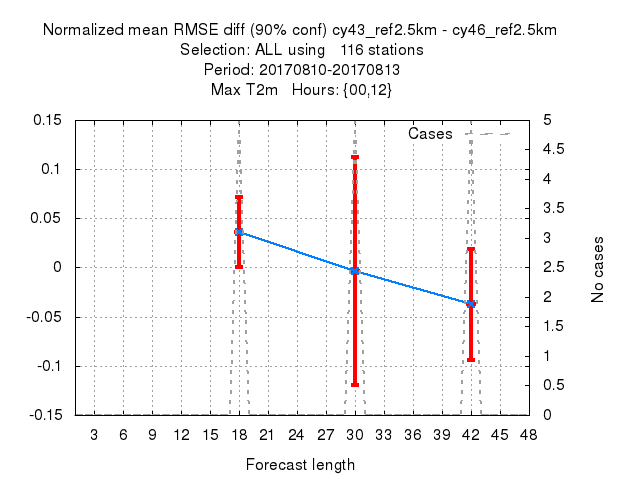 Normalized mean RMSE diff (90% conf) cy43_ref2.5km - cy46_ref2.5km
Selection: ALL using 116 stations
Period: 20170810-20170813
Max T2m Hours: {00,12}
Cases
0.15
0.1
0.05
0
-0.05
-0.1
-0.15
5
4.5
4
3.5
3
2.5
2
1.5
1
0.5
0
No cases
3 6 9 12 15 18 21 24 27 30 33 36 39 42 45 48
Forecast length